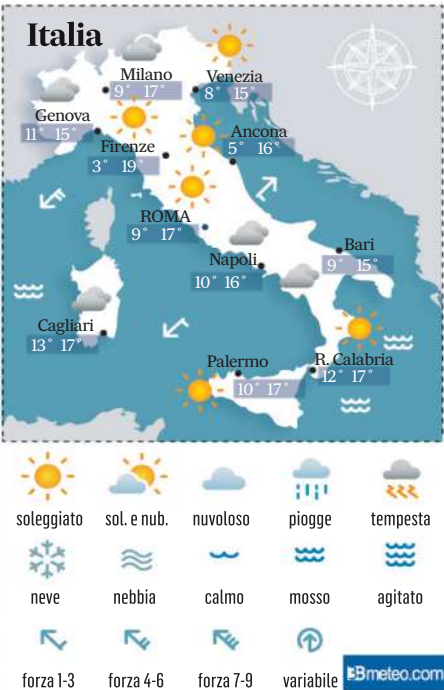 Italia
Milano
9° 17°
Venezia
8° 15°
Genova
11° 15°
Firenze
3° 19°
Ancona
5° 16°
ROMA
9° 17°
Napoli
10° 16°
Bari
9° 15°
Cagliari
13° 17°
Palermo
10° 17°
R. Calabria
12° 17°
soleggiato sol. e nub. nuvoloso piogge tempesta
neve nebbia calmo mosso agitato
forza 1-3 forza 4-6 forza 7-9 variabile
3Bmeteo.com